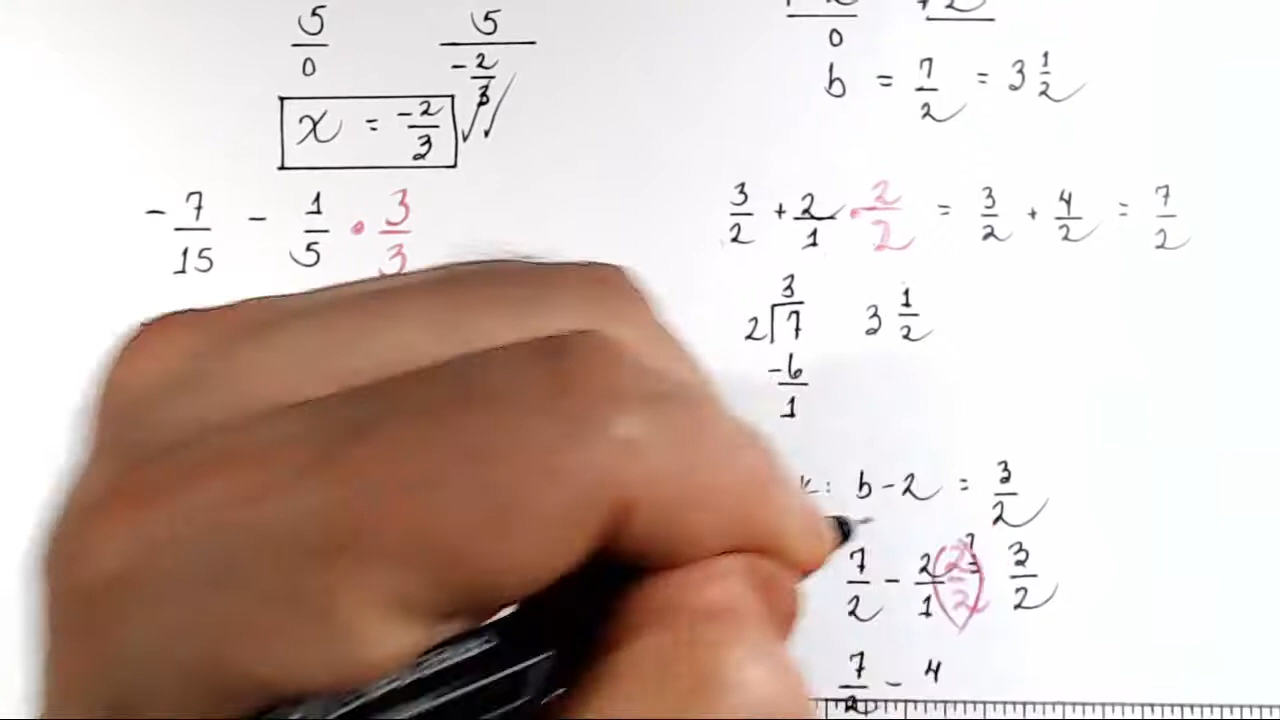 5/0 5/(-2/3)
x = -2/3
-7/15 - 1/5 · 3/3
0
b = 7/2 = 3 1/2
3/2 + 2/1 · 2/2 = 3/2 + 4/2 = 7/2
3
2)7 3 1/2
-6
1
: b - 2 = 3/2
7/2 - 2/1 (2/2) =? 3/2
7/2 - 4